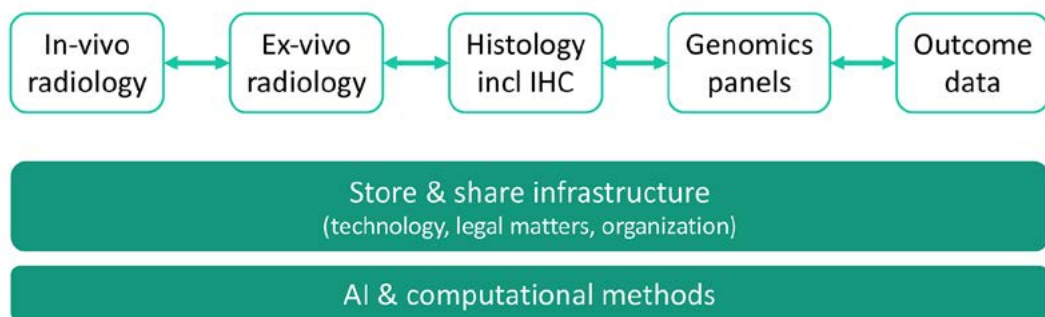 In-vivo
radiology
Ex-vivo
radiology
Histology
incl IHC
Genomics
panels
Outcome
data
Store & share infrastructure
(technology, legal matters, organization)
AI & computational methods